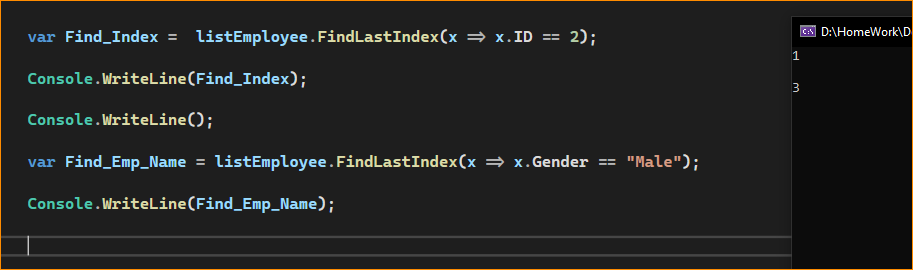 var Find_Index =  listEmployee.FindLastIndex(x => x.ID == 2);
Console.WriteLine(Find_Index);
Console.WriteLine();
var Find_Emp_Name = listEmployee.FindLastIndex(x => x.Gender == "Male");
Console.WriteLine(Find_Emp_Name);
D:\HomeWork\D
1
3